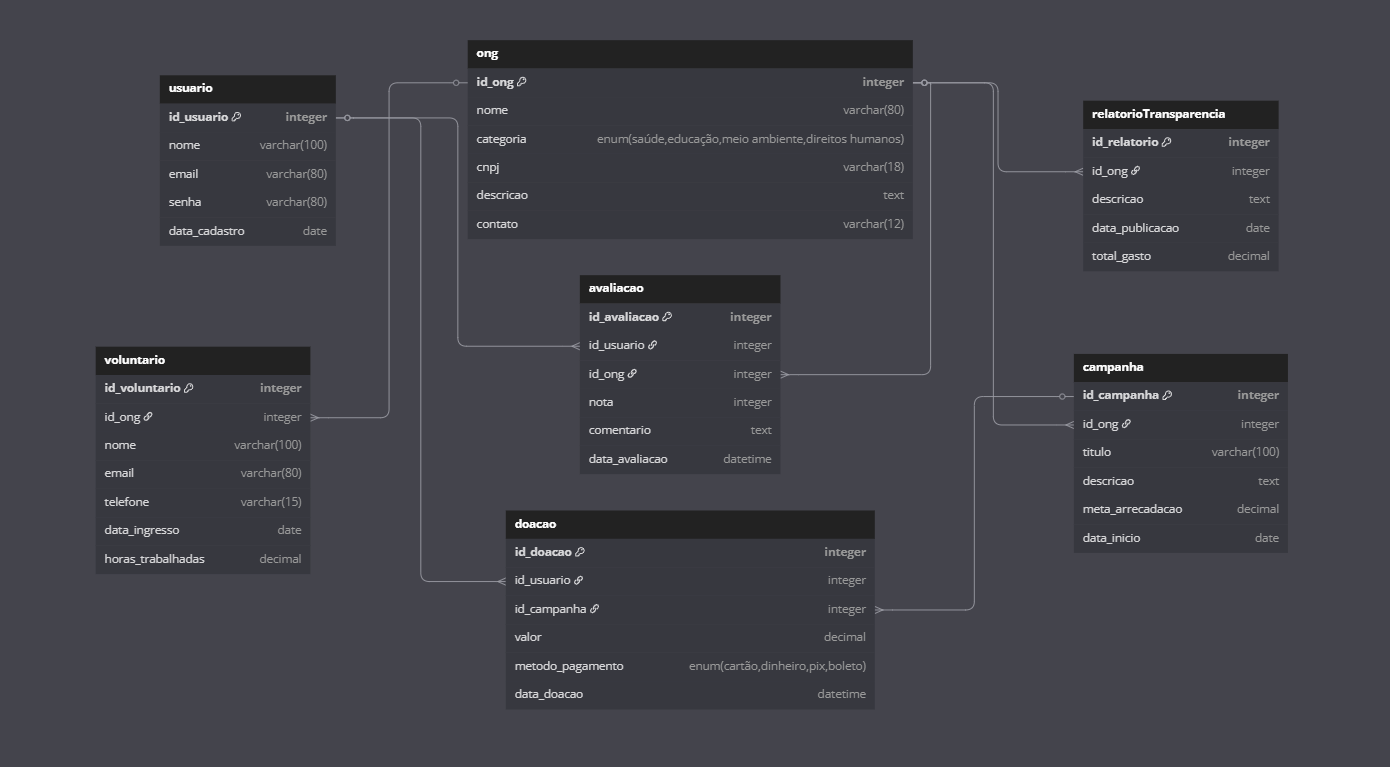 usuario
id_usuario integer
nome varchar(100)
email varchar(80)
senha varchar(80)
data_cadastro date
ong
id_ong integer
nome varchar(80)
categoria enum(saúde,educação,meio ambiente,direitos humanos)
cnpj varchar(18)
descricao text
contato varchar(12)
relatorioTransparencia
id_relatorio integer
id_ong integer
descricao text
data_publicacao date
total_gasto decimal
avaliacao
id_avaliacao integer
id_usuario integer
id_ong integer
nota integer
comentario text
data_avaliacao datetime
voluntario
id_voluntario integer
id_ong integer
nome varchar(100)
email varchar(80)
telefone varchar(15)
data_ingresso date
horas_trabalhadas decimal
campanha
id_campanha integer
id_ong integer
titulo varchar(100)
descricao text
meta_arrecadacao decimal
data_inicio date
doacao
id_doacao integer
id_usuario integer
id_campanha integer
valor decimal
metodo_pagamento enum(cartão,dinheiro,pix,boleto)
data_doacao datetime